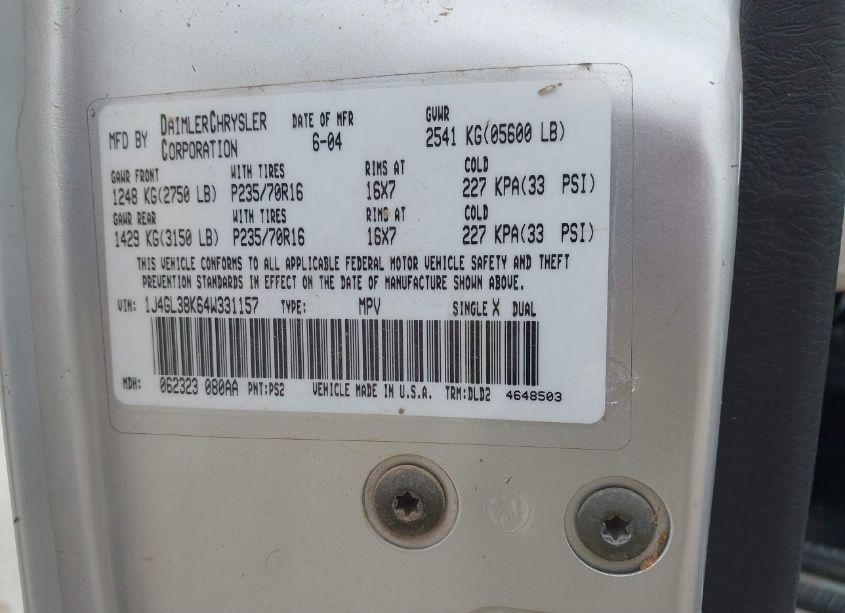 MFD BY DAIMLERCHRYSLER CORPORATION DATE OF MFR 6-04 GVWR 2541 KG(05600 LB)
GAWR FRONT WITH TIRES RIMS AT COLD
1248 KG(2750 LB) P235/70R16 16X7 227 KPA(33 PSI)
GAWR REAR WITH TIRES RIMS AT COLD
1429 KG(3150 LB) P235/70R16 16X7 227 KPA(33 PSI)
THIS VEHICLE CONFORMS TO ALL APPLICABLE FEDERAL MOTOR VEHICLE SAFETY AND THEFT
PREVENTION STANDARDS IN EFFECT ON THE DATE OF MANUFACTURE SHOWN ABOVE.
VIN: 1J4GL38K64W331157 TYPE: MPV SINGLE X DUAL
MDH: 062323 080AA PNT:PS2 VEHICLE MADE IN U.S.A. TRM:DLD2 4648503